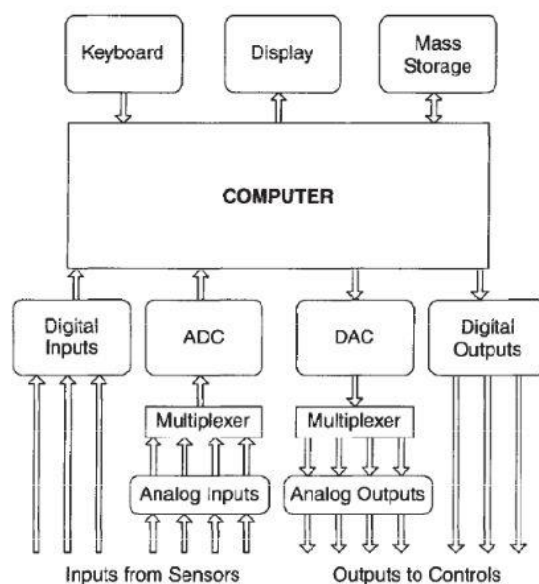 Keyboard
Display
Mass
Storage
COMPUTER
Digital
Inputs
ADC
DAC
Digital
Outputs
Multiplexer
Multiplexer
Analog Inputs
Analog Outputs
Inputs from Sensors
Outputs to Controls